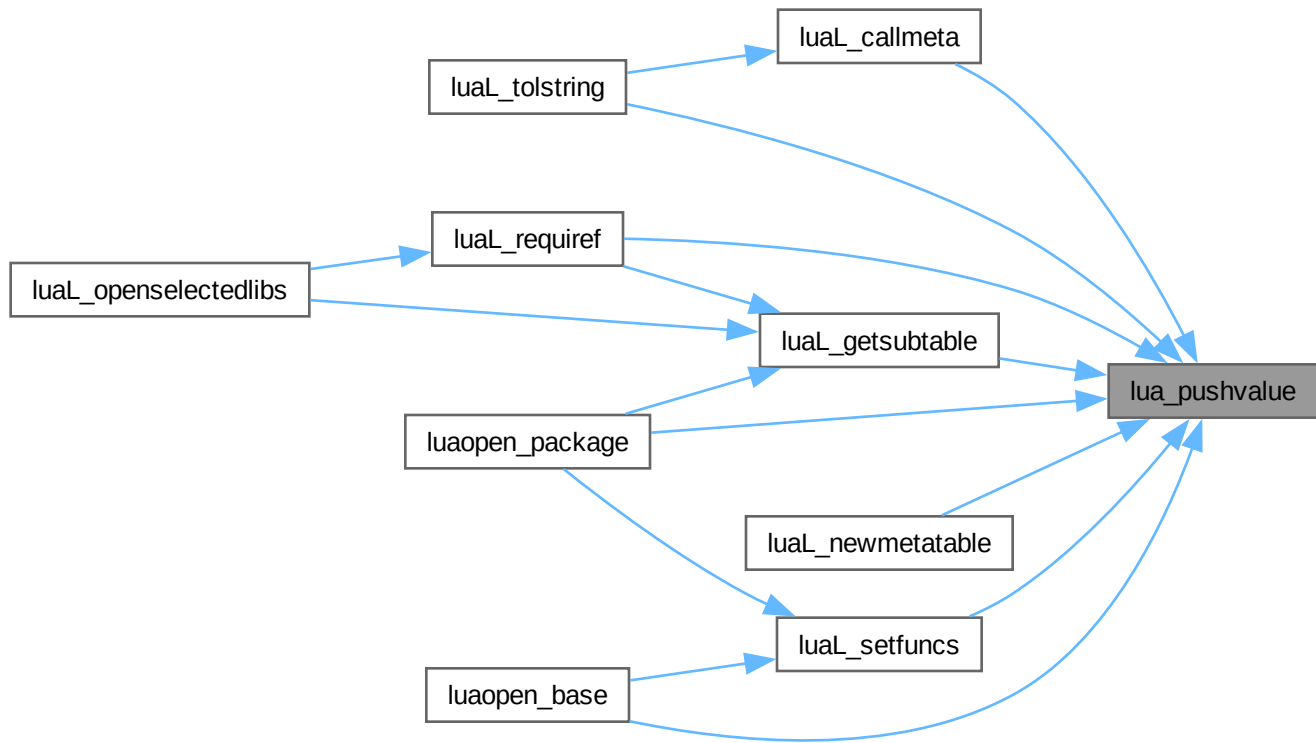 luaL_callmeta
luaL_tolstring
luaL_requiref
luaL_openselectedlibs
luaL_getsubtable
lua_pushvalue
luaopen_package
luaL_newmetatable
luaL_setfuncs
luaopen_base